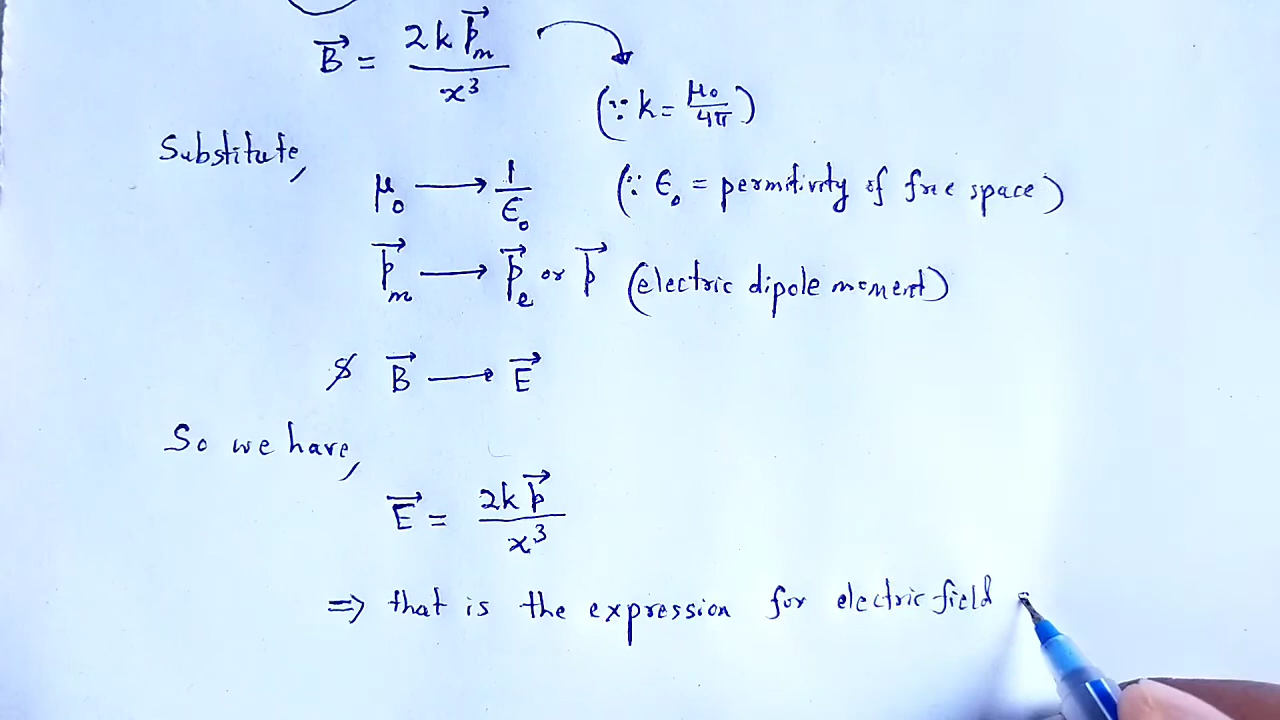 B⃗ = 2k p⃗m / x³
(∵ k = μ₀/4π)
Substitute,
μ₀ ⟶ 1/ε₀ (∵ ε₀ = permitivity of free space)
p⃗m ⟶ p⃗e or p⃗ (electric dipole moment)
& B⃗ ⟶ E⃗
So we have,
E⃗ = 2k p⃗ / x³
⇒ that is the expression for electric field